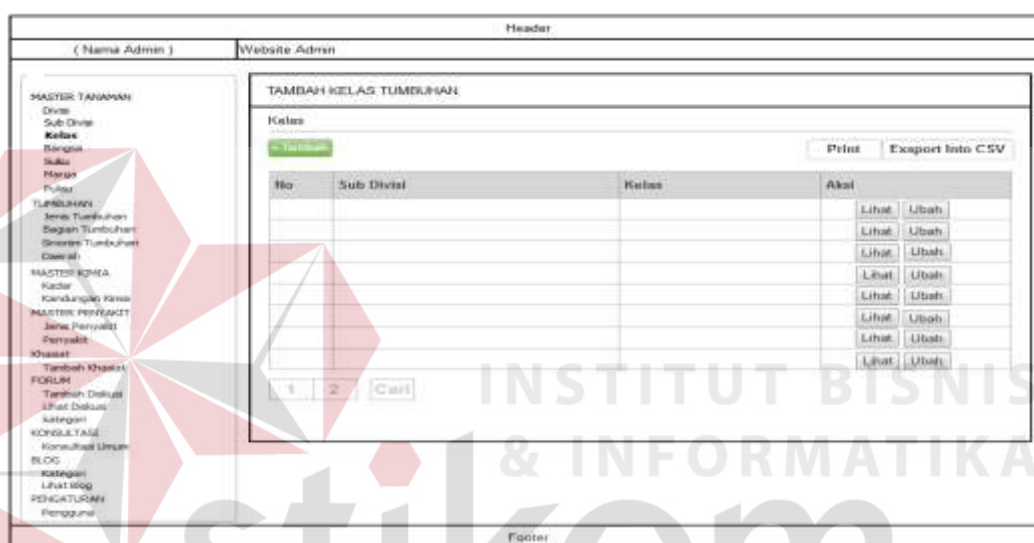 Header
( Nama Admin )
Website Admin
MASTER TANAMAN
Divisi
Sub Divisi
Kelas
Bangsa
Suku
Marga
Pulau
TUMBUHAN
Jenis Tumbuhan
Bagian Tumbuhan
Sinonim Tumbuhan
Daerah
MASTER KIMIA
Kadar
Kandungan Kimia
MASTER PENYAKIT
Jenis Penyakit
Penyakit
Khasiat
Tambah Khasiat
FORUM
Tambah Diskusi
Lihat Diskusi
kategori
KONSULTASI
Konsultasi Umum
BLOG
Kategori
Lihat Blog
PENGATURAN
Pengguna
TAMBAH KELAS TUMBUHAN
Kelas
+ Tambah
Print
Exsport Into CSV
No Sub Divisi Kelas Aksi
Lihat Ubah
Lihat Ubah
Lihat Ubah
Lihat Ubah
Lihat Ubah
Lihat Ubah
Lihat Ubah
Lihat Ubah
1 2 Cari
INSTITUT BISNIS
& INFORMATIKA
stikom
Footer